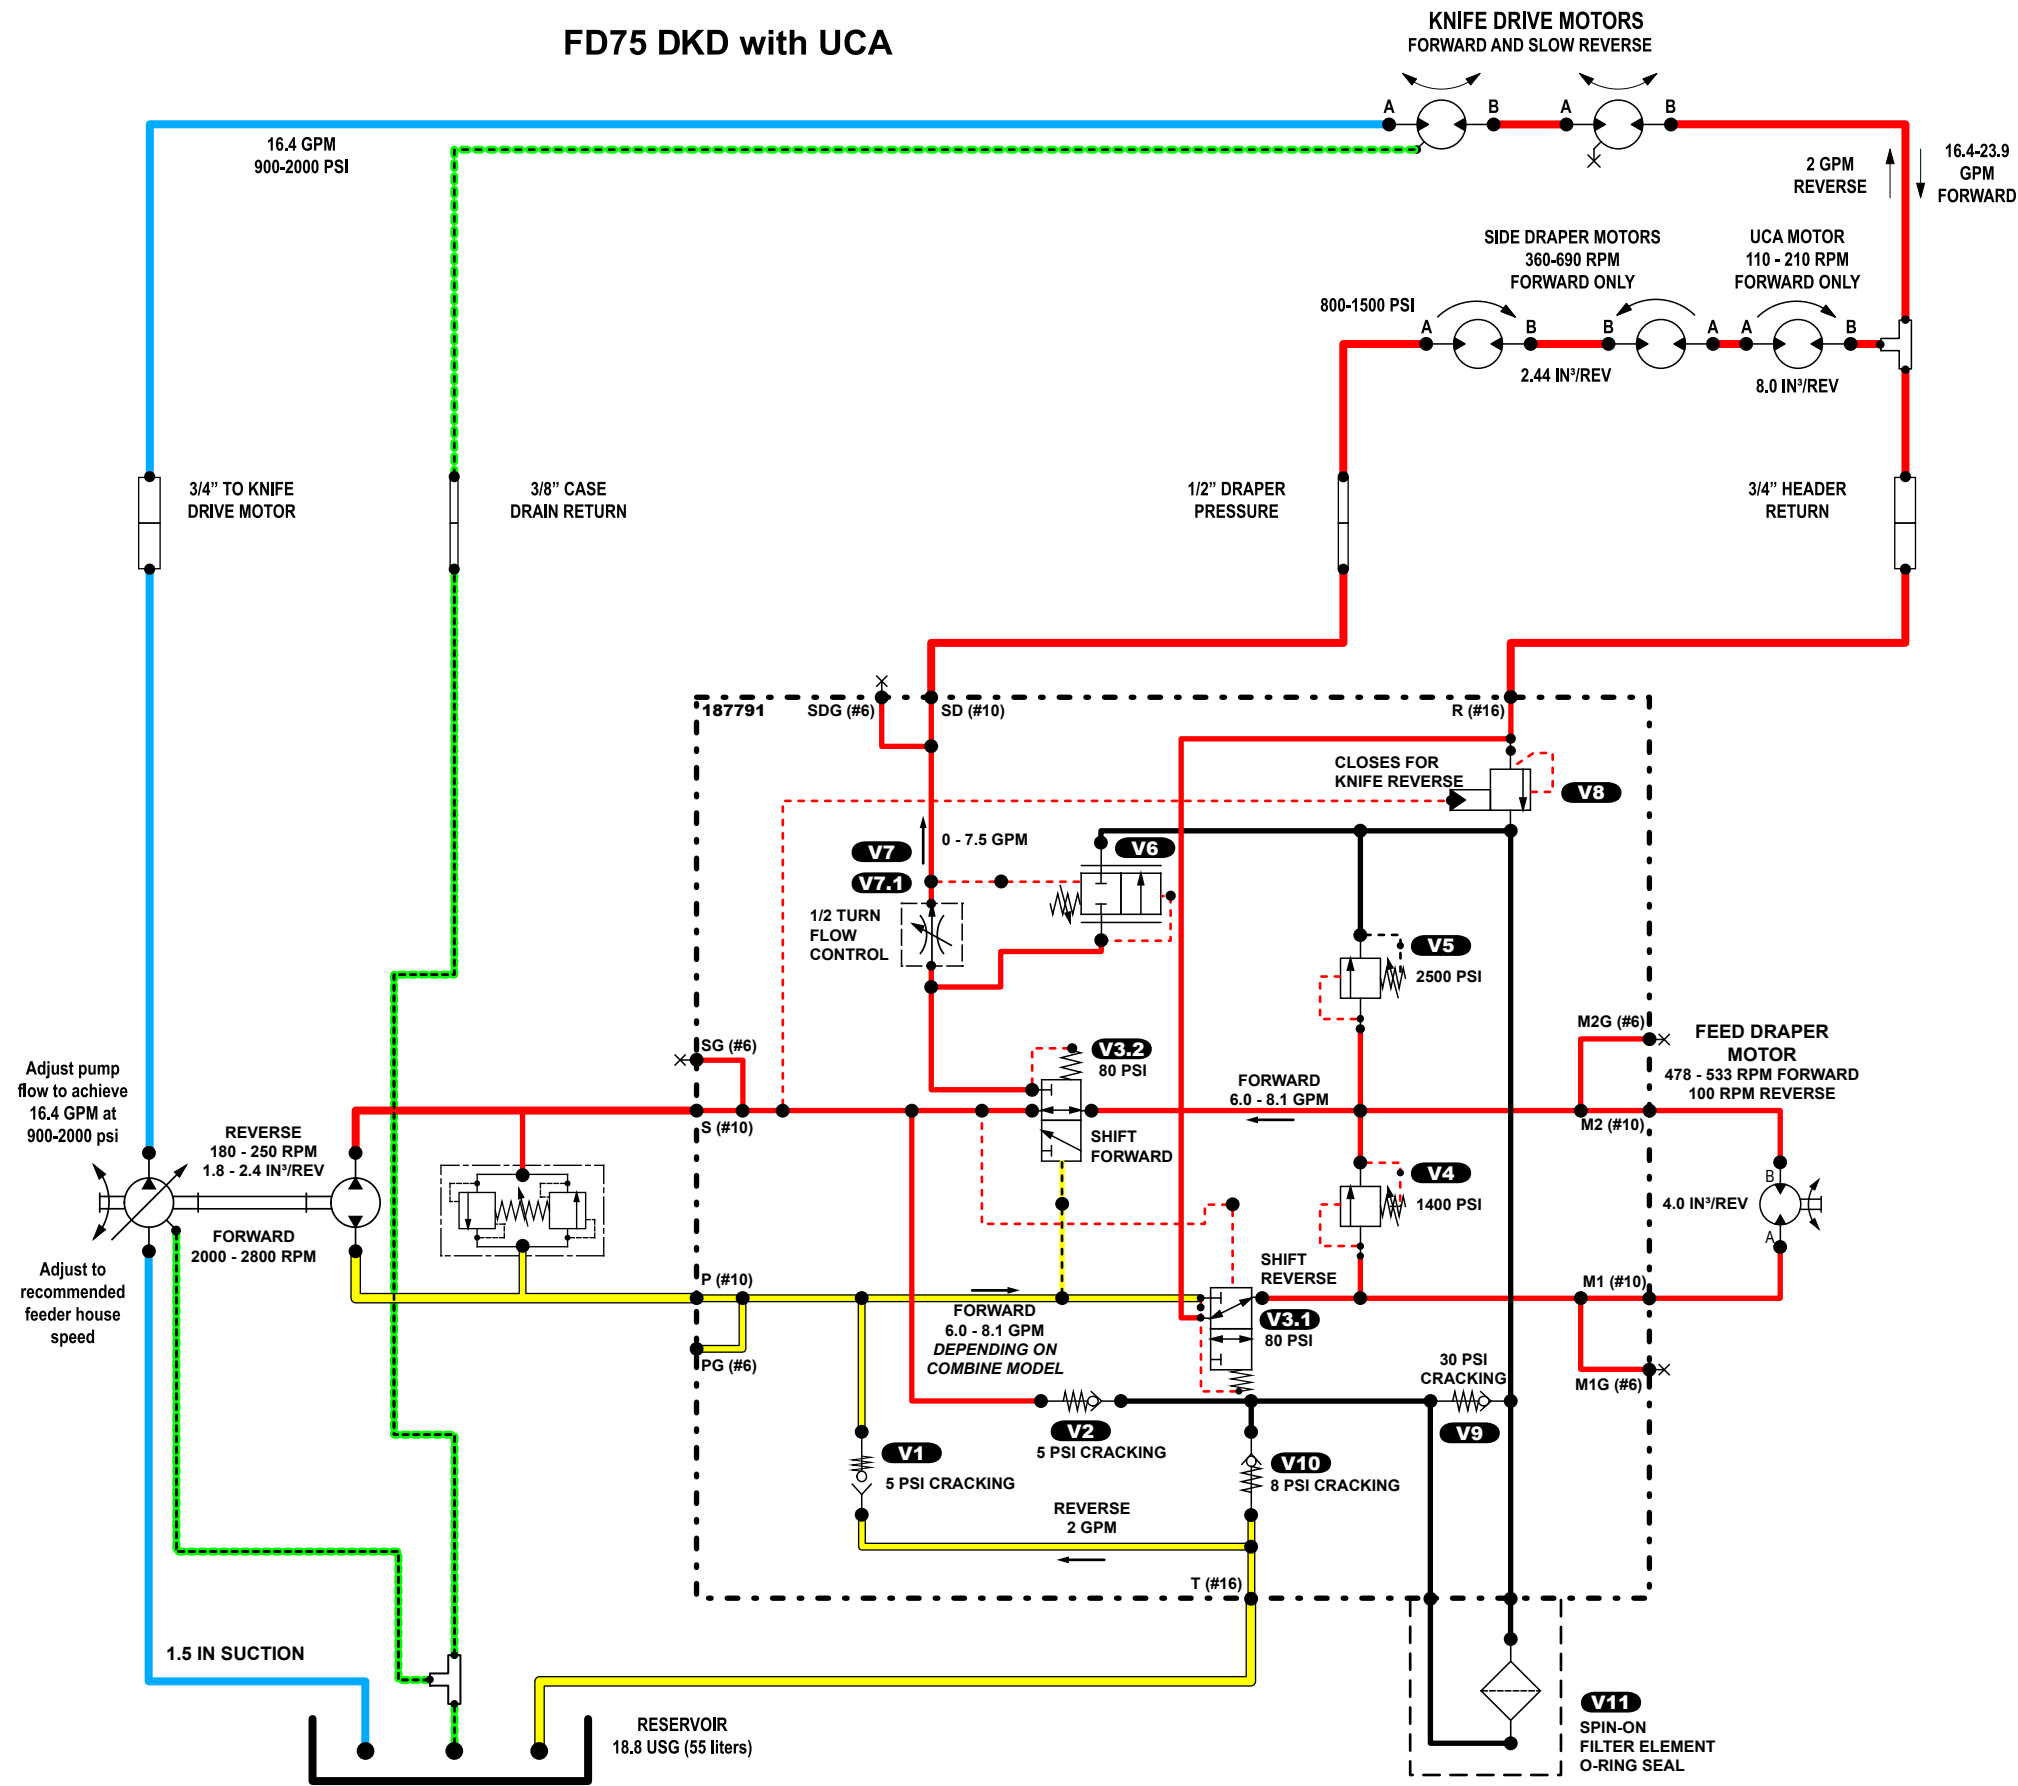 FD75 DKD with UCA
KNIFE DRIVE MOTORS
FORWARD AND SLOW REVERSE
A
B
A
B
16.4 GPM
900-2000 PSI
2 GPM
REVERSE
16.4-23.9
GPM
FORWARD
SIDE DRAPER MOTORS
360-690 RPM
FORWARD ONLY
UCA MOTOR
110 - 210 RPM
FORWARD ONLY
800-1500 PSI
A
B
B
A
A
B
2.44 IN³/REV
8.0 IN³/REV
3/4” TO KNIFE
DRIVE MOTOR
3/8” CASE
DRAIN RETURN
1/2” DRAPER
PRESSURE
3/4” HEADER
RETURN
187791
SDG (#6)
SD (#10)
R (#16)
CLOSES FOR
KNIFE REVERSE
V8
0 - 7.5 GPM
V7
V7.1
V6
1/2 TURN
FLOW
CONTROL
V5
2500 PSI
SG (#6)
V3.2
80 PSI
M2G (#6)
FEED DRAPER
MOTOR
478 - 533 RPM FORWARD
100 RPM REVERSE
Adjust pump
flow to achieve
16.4 GPM at
900-2000 psi
FORWARD
6.0 - 8.1 GPM
S (#10)
M2 (#10)
REVERSE
180 - 250 RPM
1.8 - 2.4 IN³/REV
SHIFT
FORWARD
V4
1400 PSI
B
4.0 IN³/REV
A
FORWARD
2000 - 2800 RPM
Adjust to
recommended
feeder house
speed
SHIFT
REVERSE
P (#10)
M1 (#10)
FORWARD
6.0 - 8.1 GPM
DEPENDING ON
COMBINE MODEL
V3.1
80 PSI
PG (#6)
30 PSI
CRACKING
M1G (#6)
V2
5 PSI CRACKING
V9
V1
5 PSI CRACKING
V10
8 PSI CRACKING
REVERSE
2 GPM
T (#16)
1.5 IN SUCTION
RESERVOIR
18.8 USG (55 liters)
V11
SPIN-ON
FILTER ELEMENT
O-RING SEAL